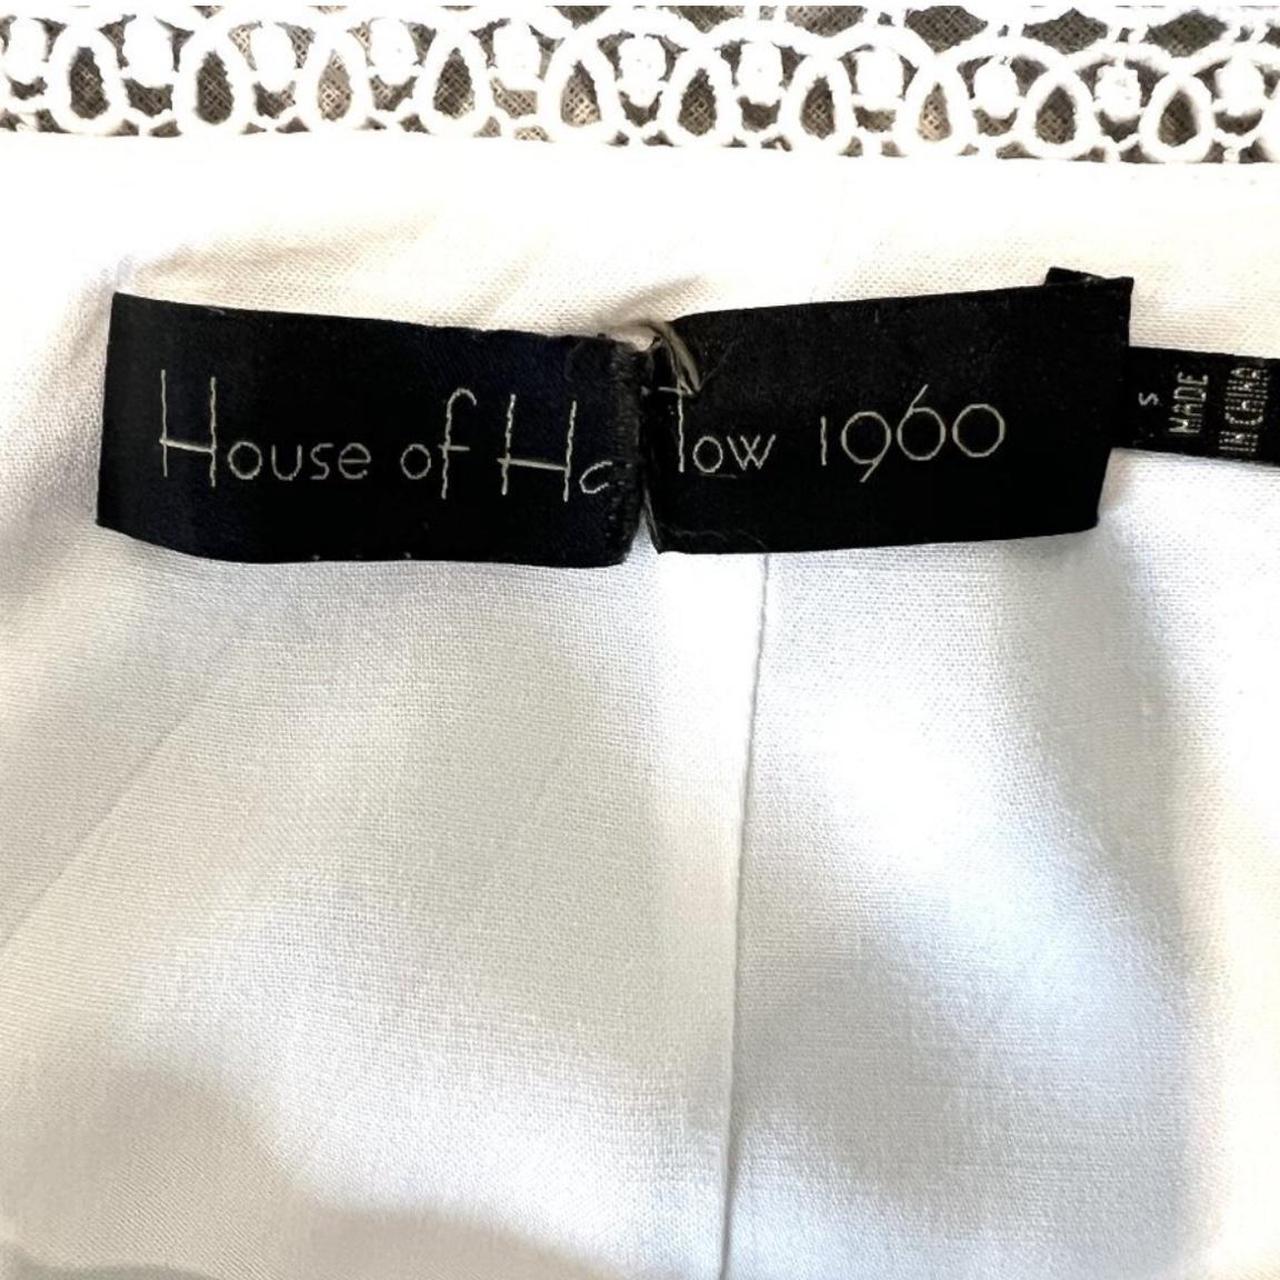 House of Ha low 1960
S
MADE
IN CHINA